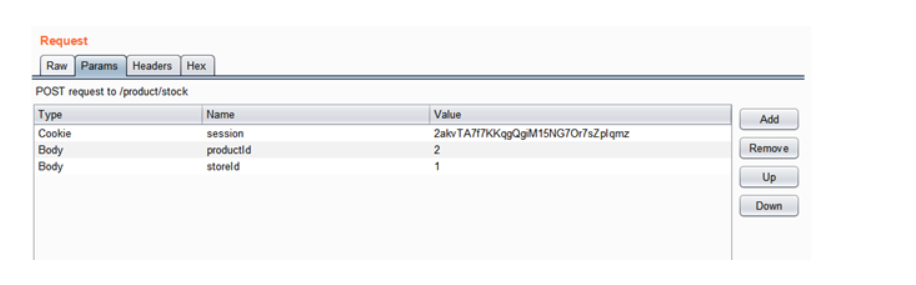 Request
Raw Params Headers Hex
POST request to /product/stock
Type Name Value
Add
Cookie session 2akvTA7f7KKqgQgiM15NG7Or7sZpIqmz
Body productId 2
Remove
Body storeId 1
Up
Down